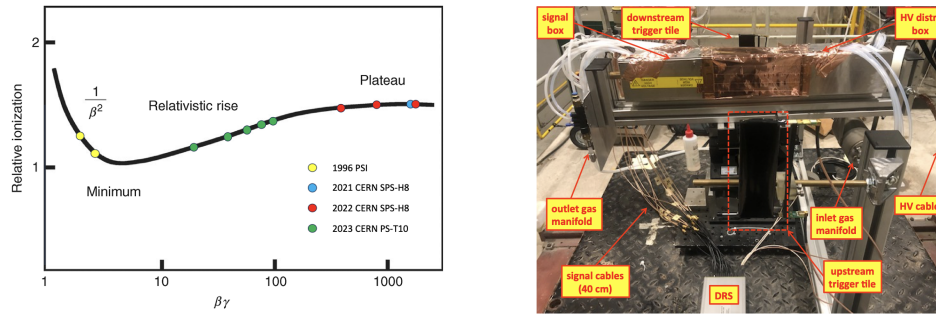 2
1
Relative ionization
1
β²
Relativistic rise
Plateau
Minimum
1996 PSI
2021 CERN SPS-H8
2022 CERN SPS-H8
2023 CERN PS-T10
1
10
100
1000
βγ
signal
box
downstream
trigger tile
HV distr
box
outlet gas
manifold
signal cables
(40 cm)
DRS
inlet gas
manifold
upstream
trigger tile
HV cable